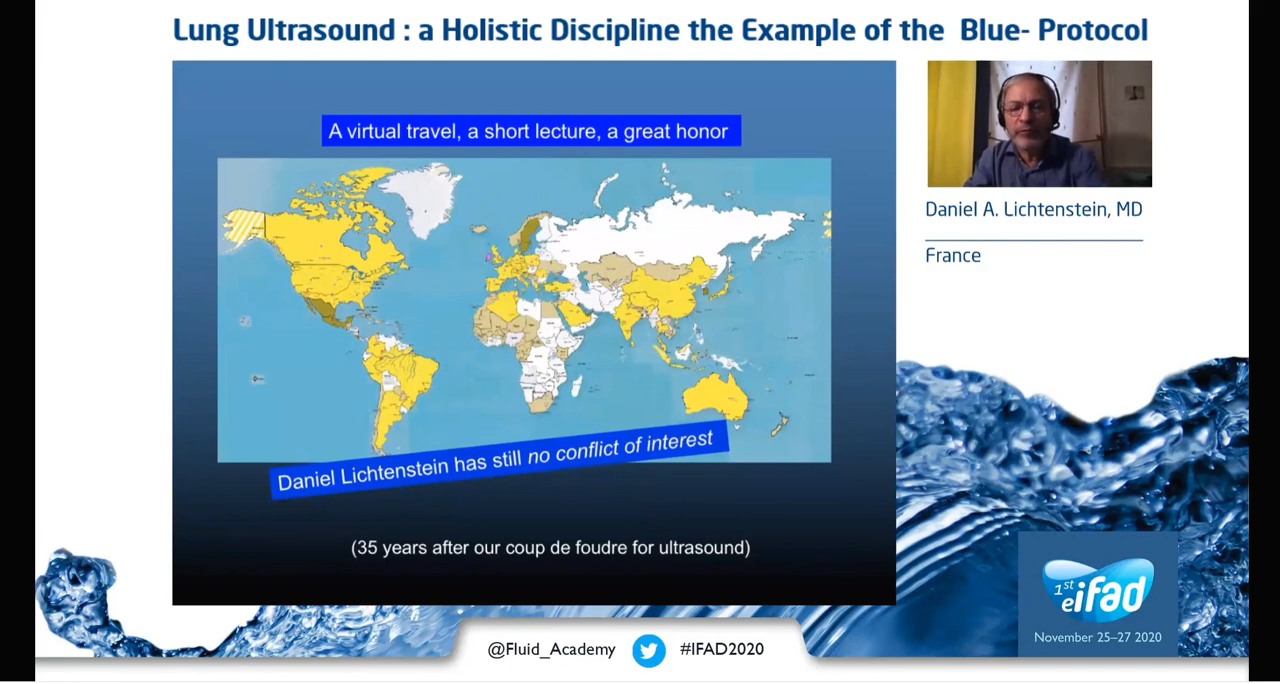 Lung Ultrasound : a Holistic Discipline the Example of the Blue- Protocol
A virtual travel, a short lecture, a great honor
Daniel Lichtenstein has still no conflict of interest
(35 years after our coup de foudre for ultrasound)
Daniel A. Lichtenstein, MD
France
1st
eifad
November 25–27 2020
@Fluid_Academy
#IFAD2020